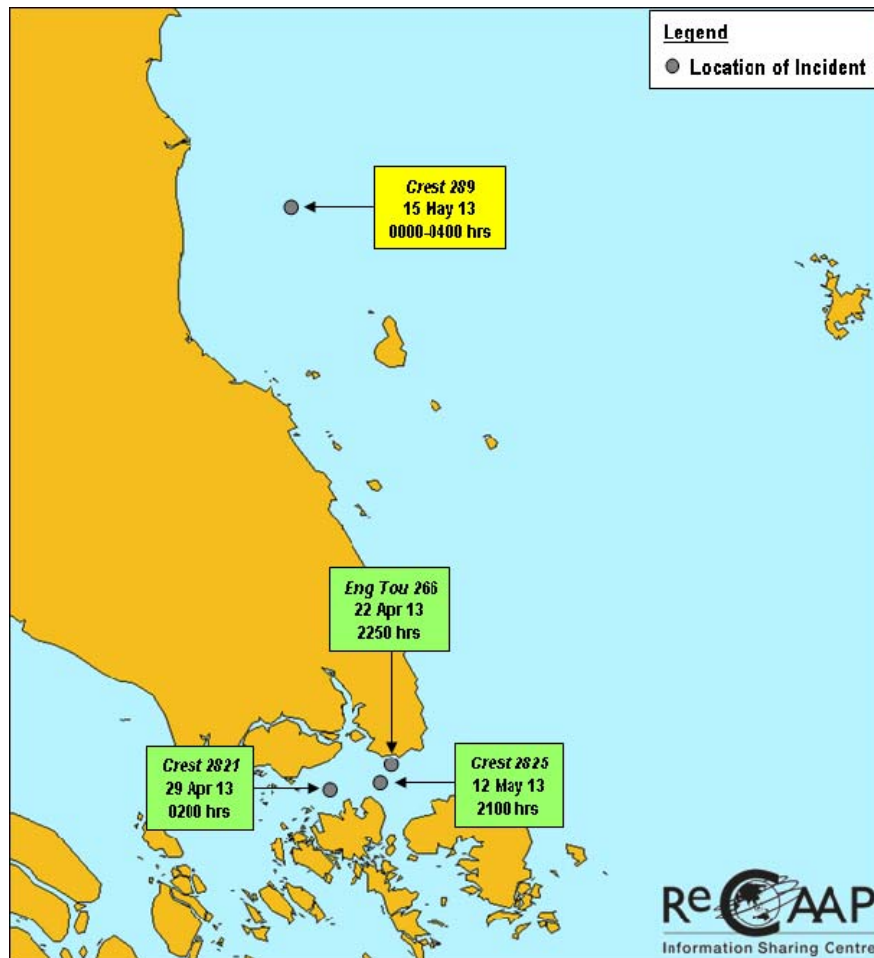 Legend
Location of Incident
Crest 289
15 May 13
0000-0400 hrs
Eng Tou 266
22 Apr 13
2250 hrs
Crest 2821
29 Apr 13
0200 hrs
Crest 2825
12 May 13
2100 hrs
ReCAAP
Information Sharing Centre